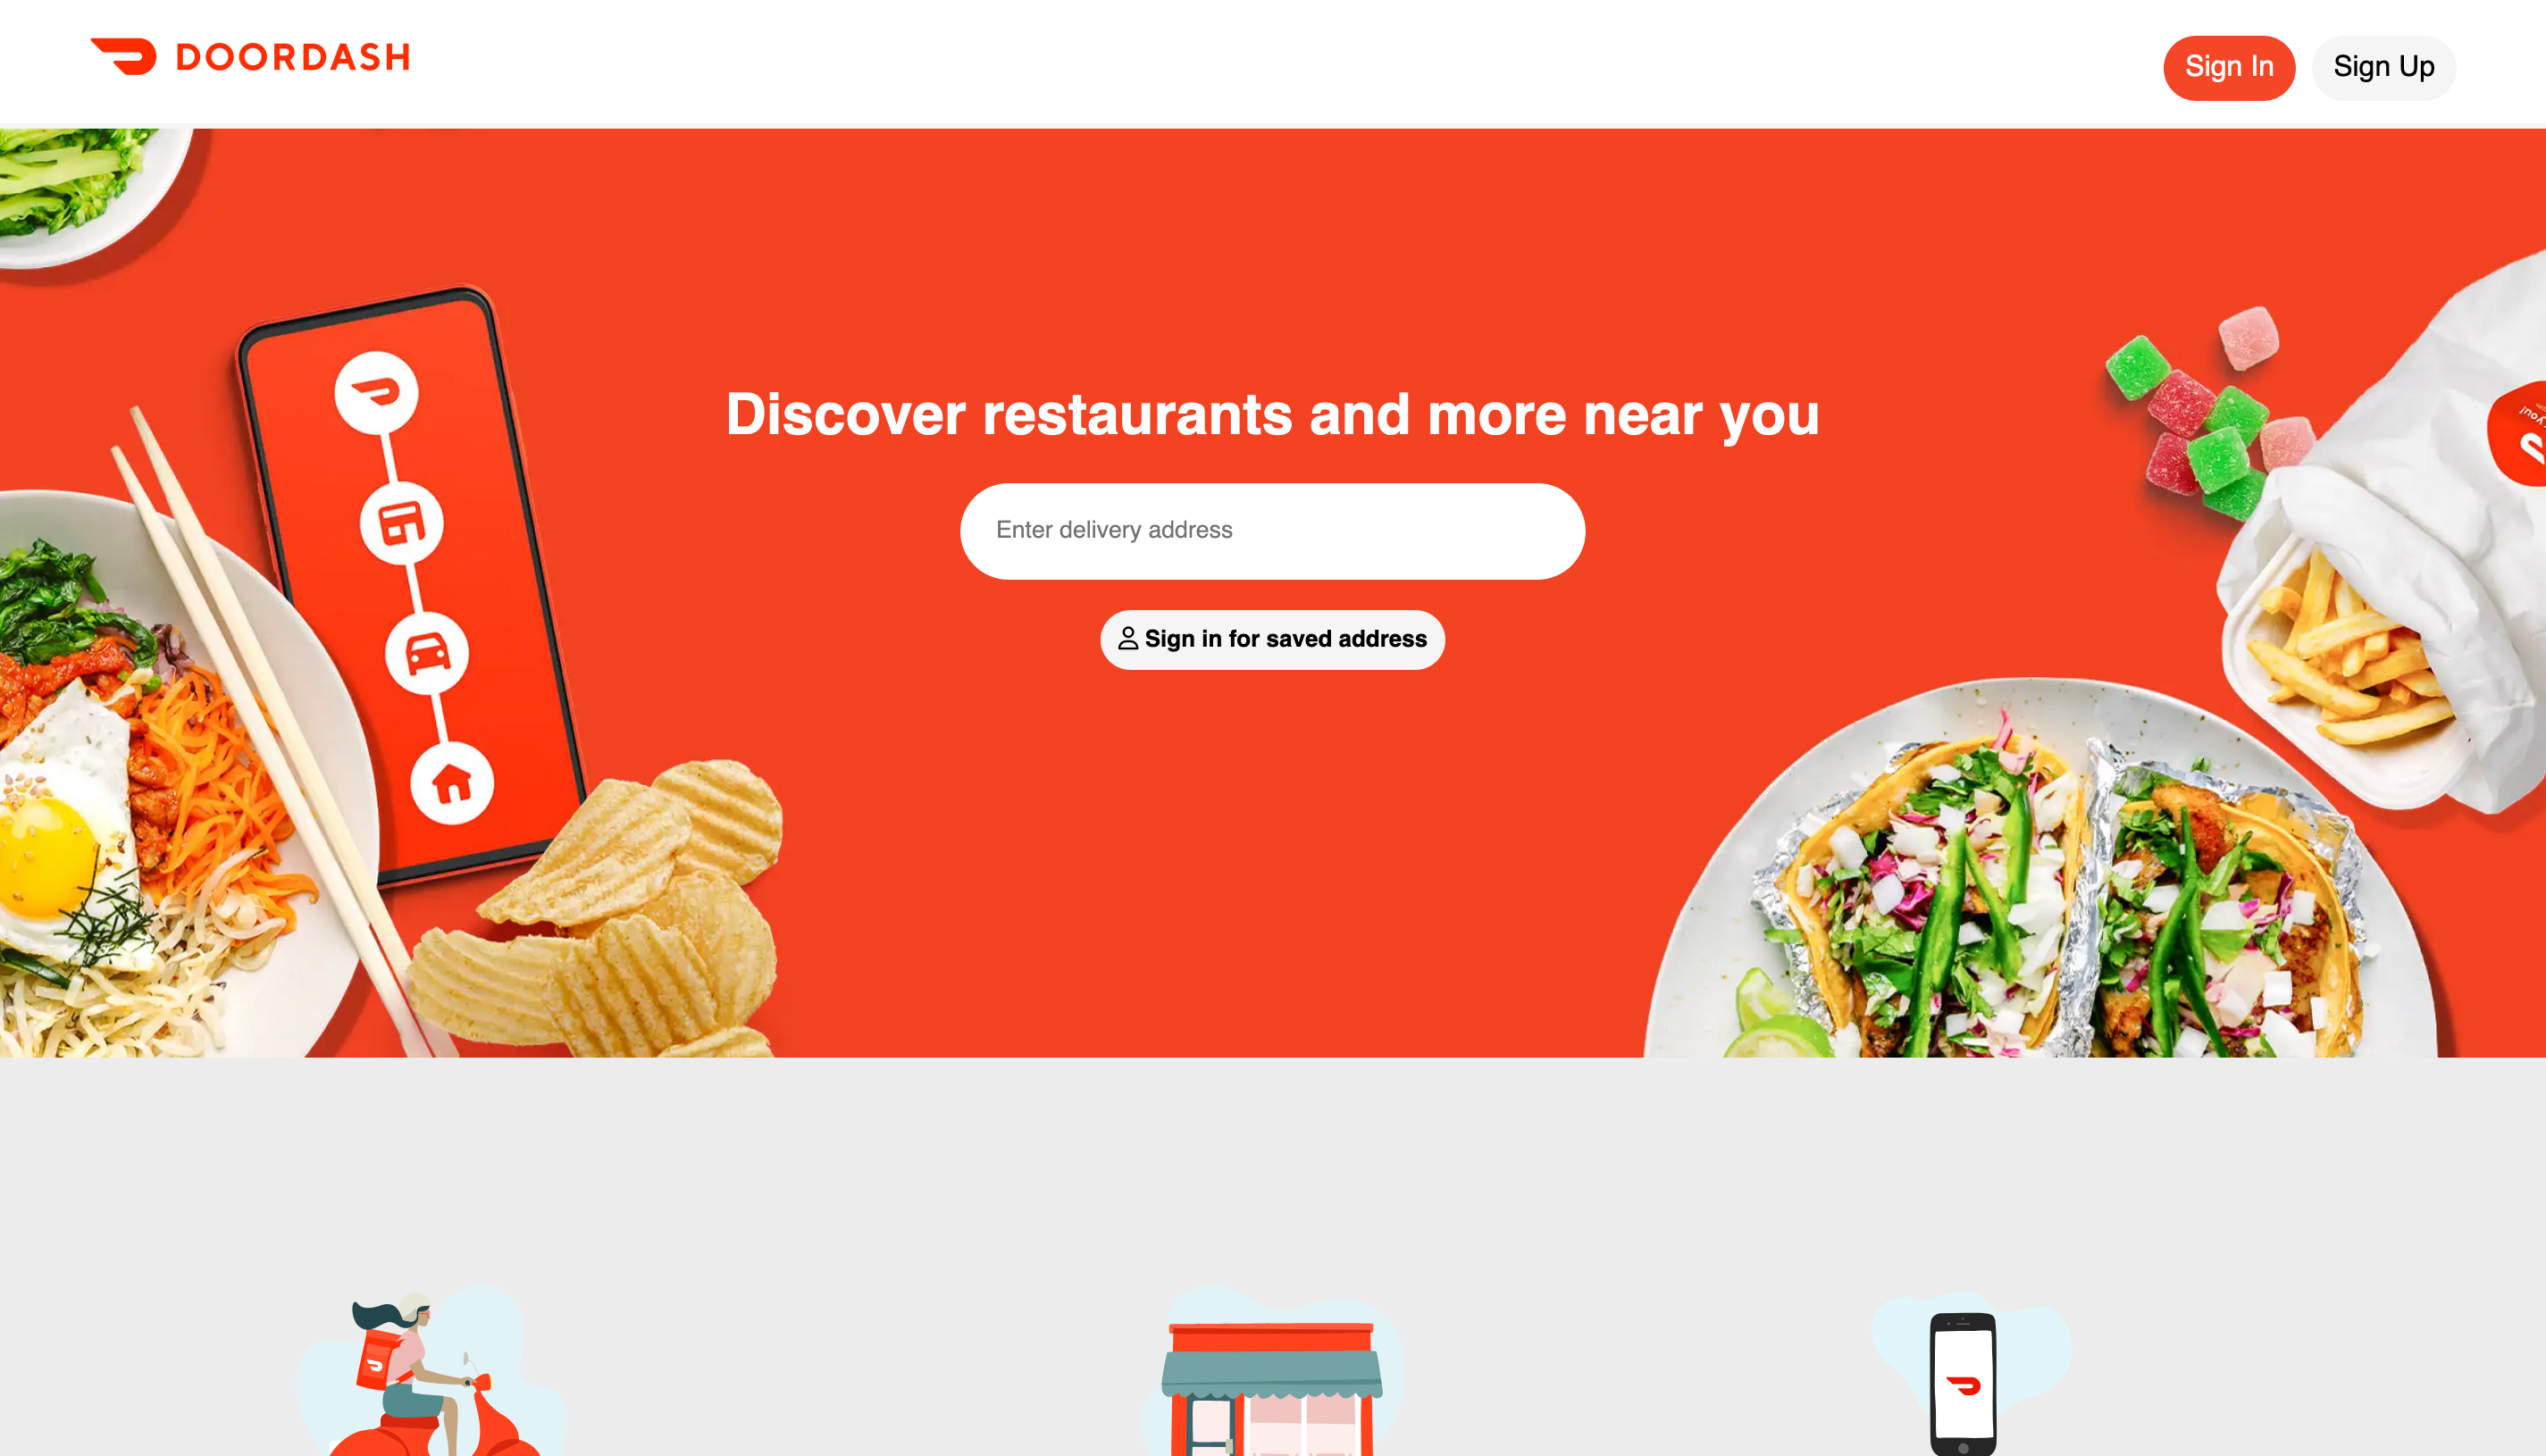 DOORDASH
Sign In
Sign Up
Discover restaurants and more near you
Enter delivery address
Sign in for saved address
you!